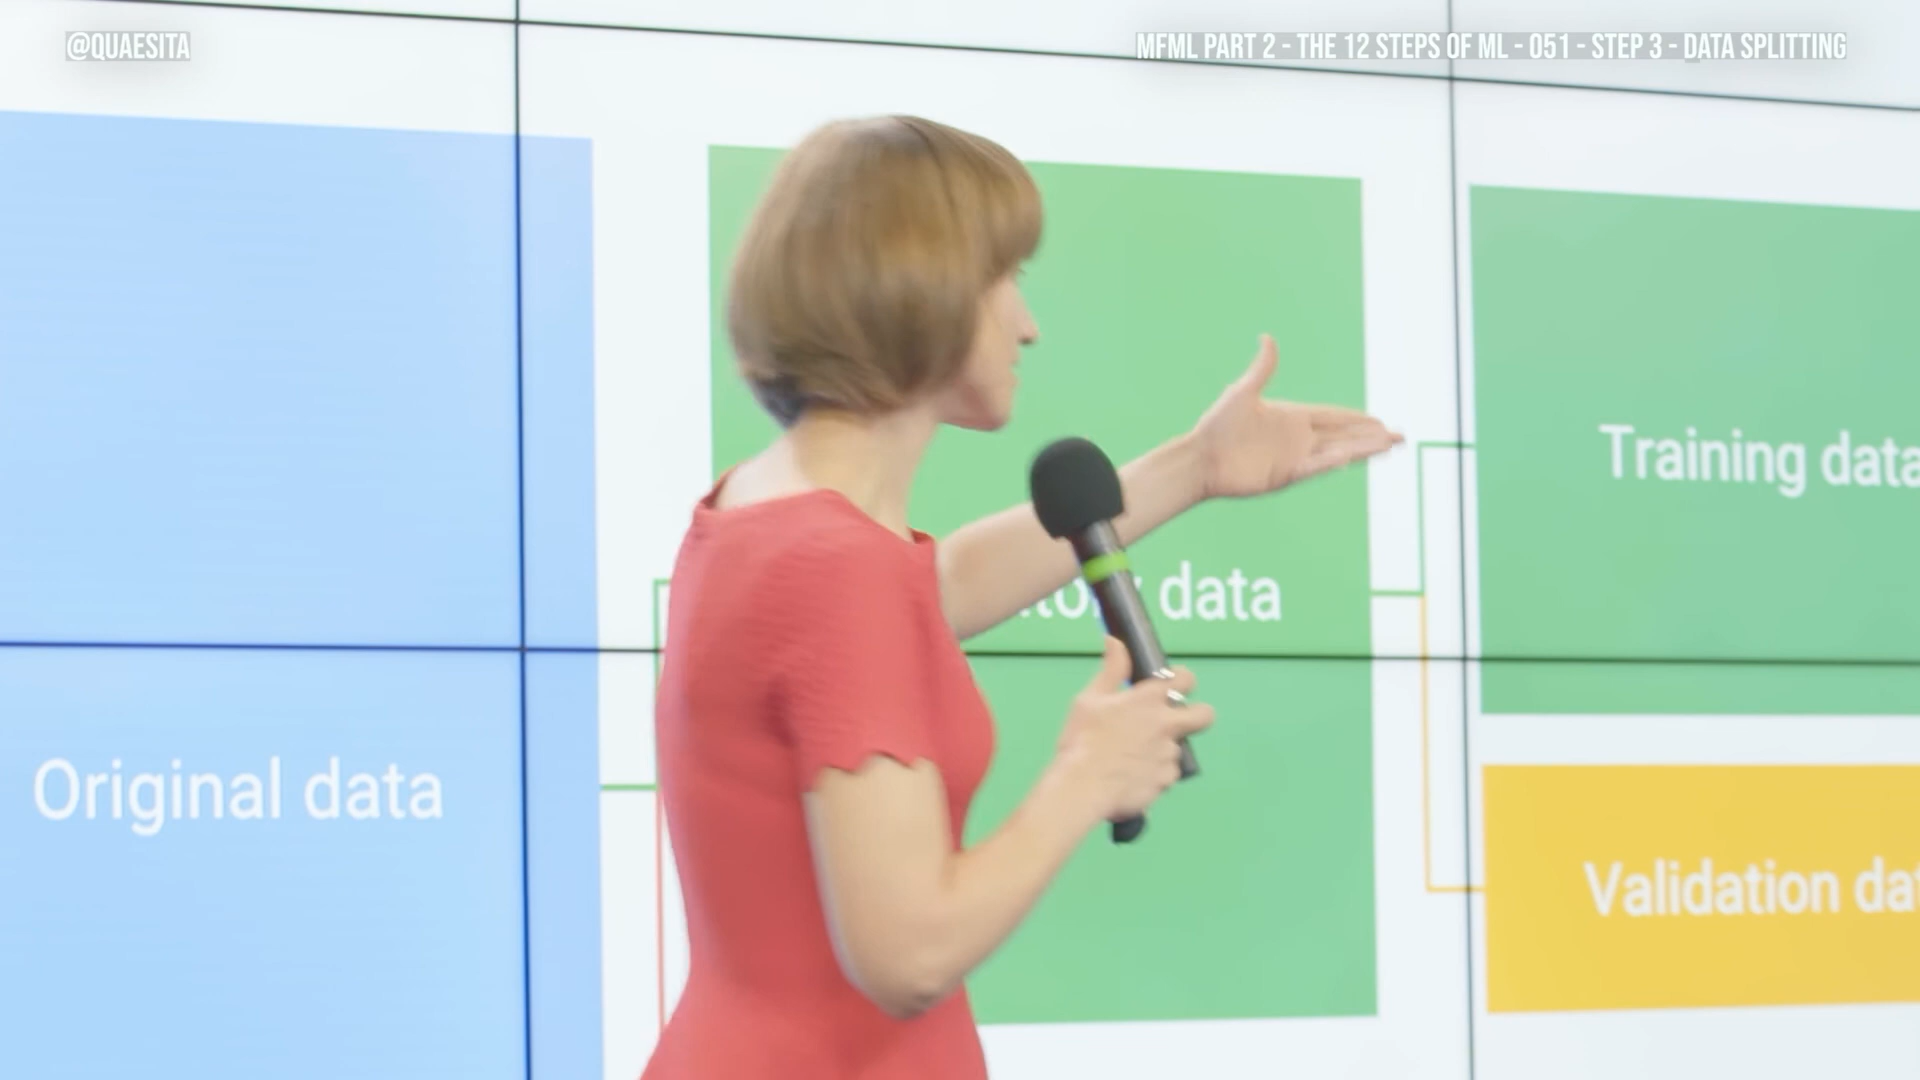 @QUAESITA
MFML PART 2 - THE 12 STEPS OF ML - 051 - STEP 3 - DATA SPLITTING
Training data
data
Original data
Validation